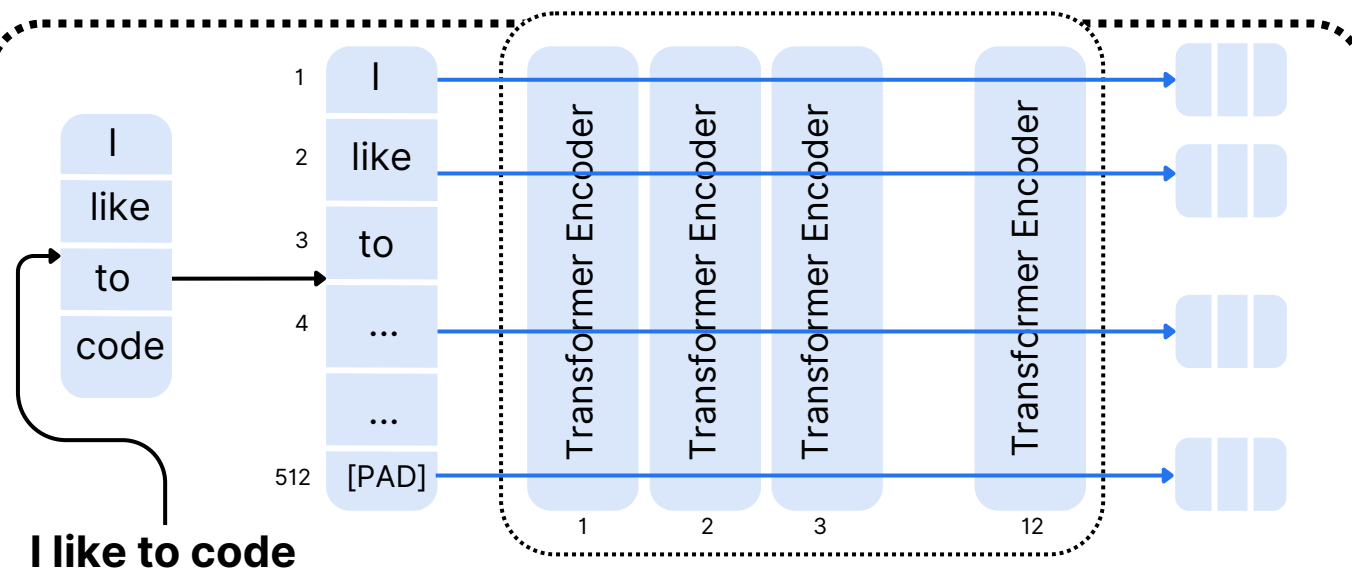 I
like
to
code
I like to code
1
I
2
like
3
to
4
...
...
512
[PAD]
Transformer Encoder
1
Transformer Encoder
2
Transformer Encoder
3
Transformer Encoder
12